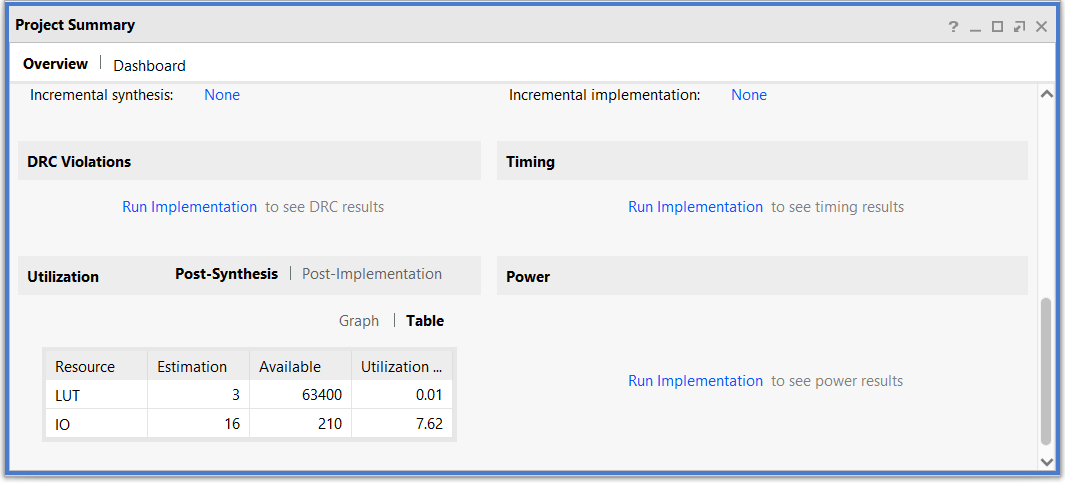 Project Summary
Overview | Dashboard
Incremental synthesis: None
Incremental implementation: None
DRC Violations
Run Implementation to see DRC results
Timing
Run Implementation to see timing results
Utilization Post-Synthesis | Post-Implementation
Graph | Table
Resource Estimation Available Utilization ...
LUT 3 63400 0.01
IO 16 210 7.62
Power
Run Implementation to see power results